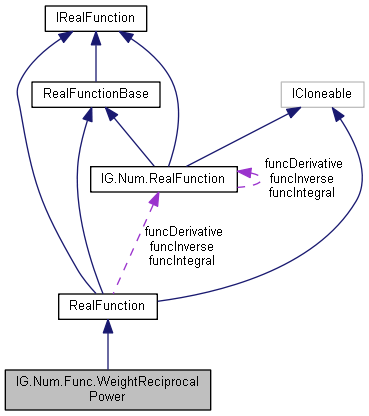 IRealFunction
RealFunctionBase
ICloneable
IG.Num.RealFunction
funcDerivative
funcInverse
funcIntegral
funcDerivative
funcInverse
funcIntegral
RealFunction
IG.Num.Func.WeightReciprocal
Power